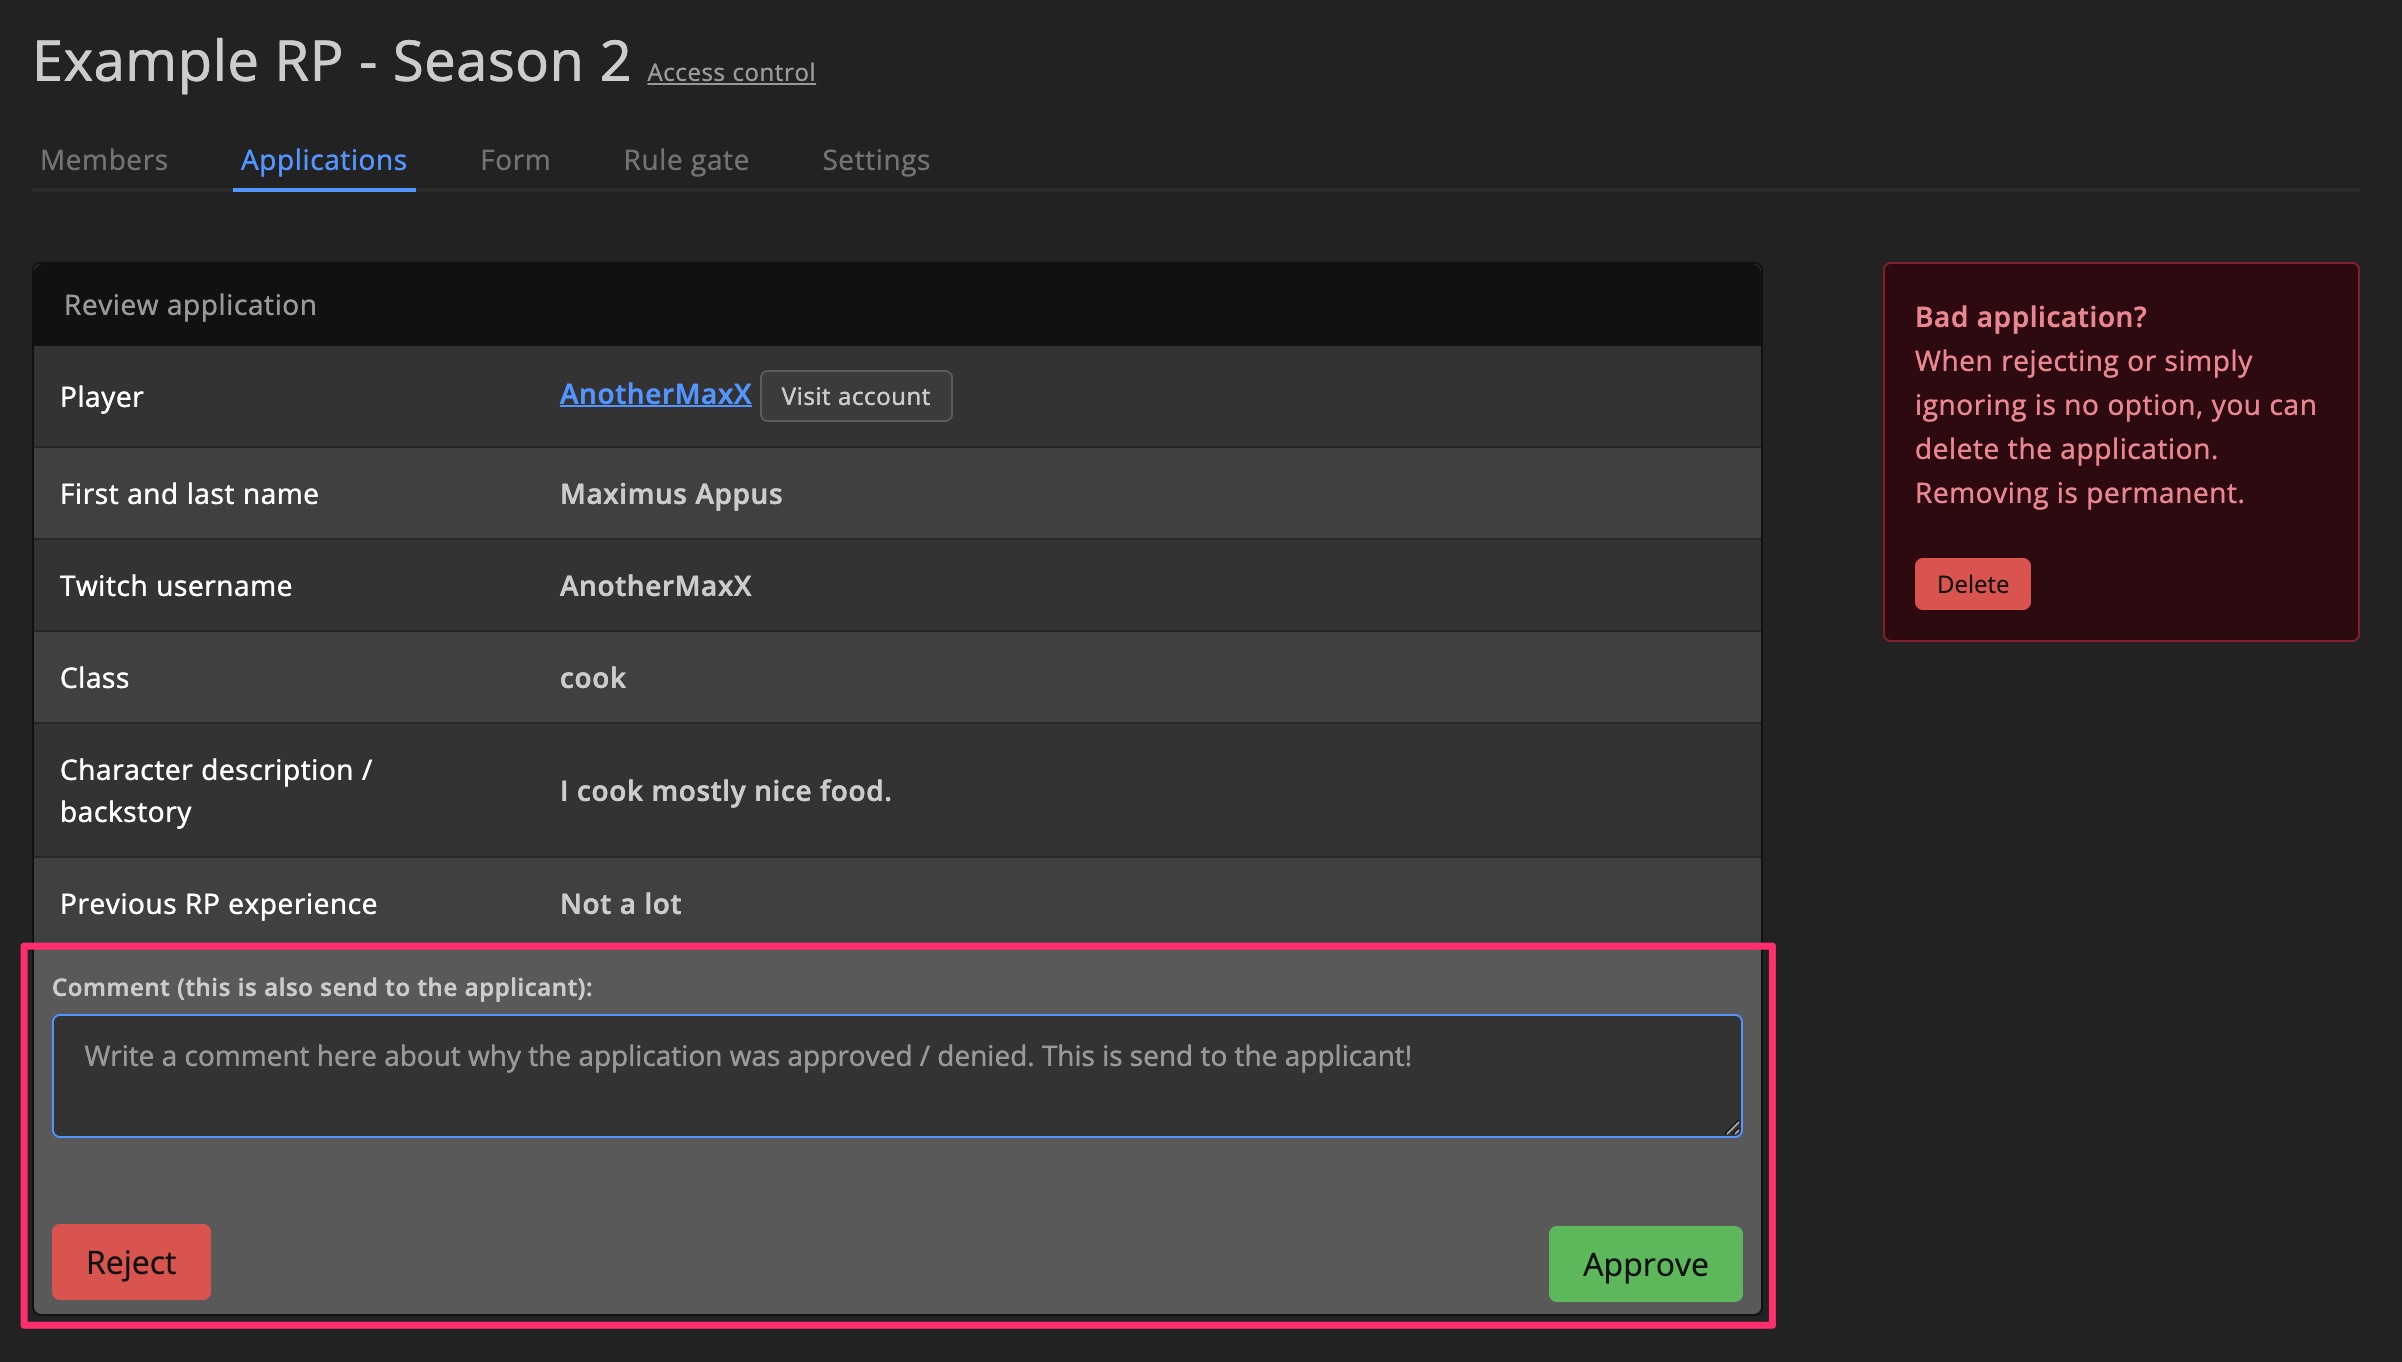 Example RP - Season 2 Access control
Members Applications Form Rule gate Settings
Review application
Player AnotherMaxX Visit account
First and last name Maximus Appus
Twitch username AnotherMaxX
Class cook
Character description /
backstory
I cook mostly nice food.
Previous RP experience Not a lot
Comment (this is also send to the applicant):
Write a comment here about why the application was approved / denied. This is send to the applicant!
Reject Approve
Bad application?
When rejecting or simply
ignoring is no option, you can
delete the application.
Removing is permanent.
Delete